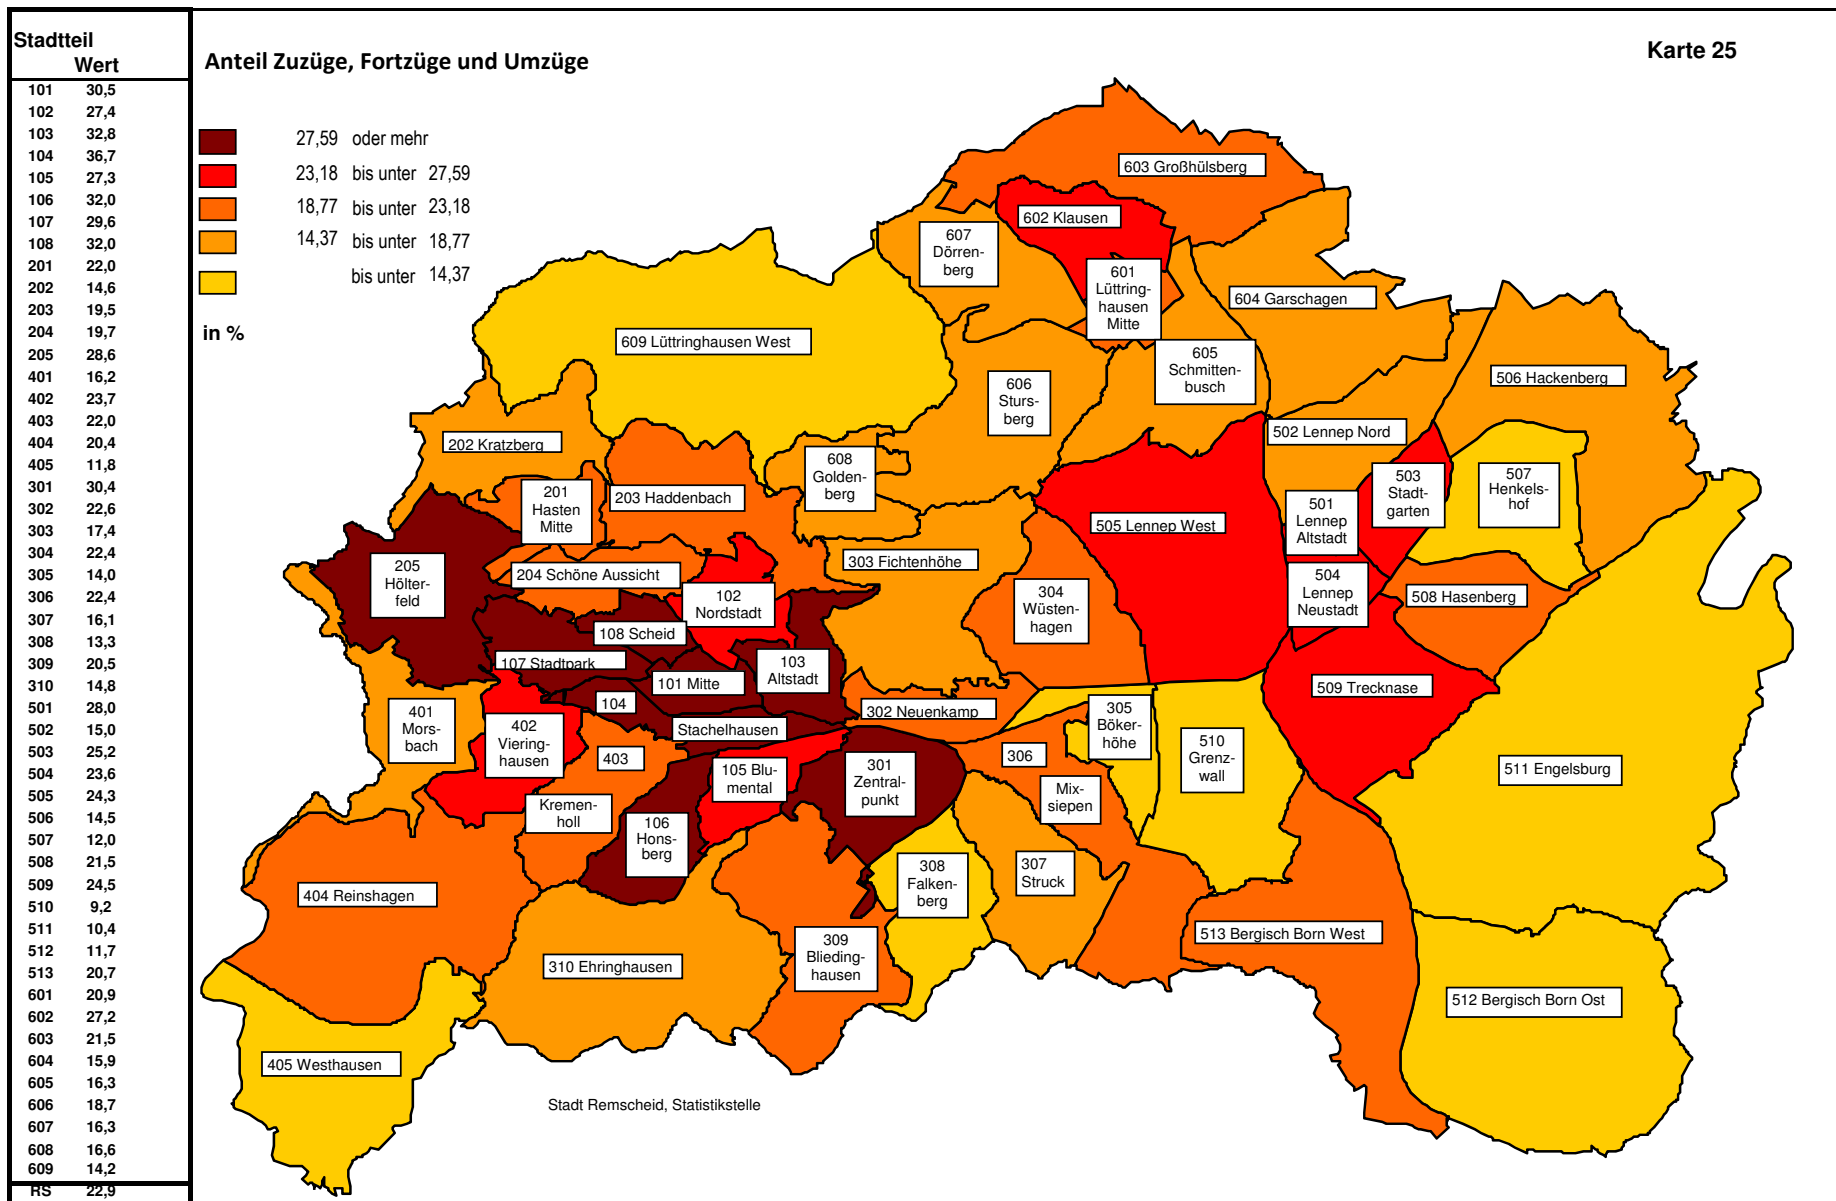 Stadtteil
Wert
101 30,5
102 27,4
103 32,8
104 36,7
105 27,3
106 32,0
107 29,6
108 32,0
201 22,0
202 14,6
203 19,5
204 19,7
205 28,6
401 16,2
402 23,7
403 22,0
404 20,4
405 11,8
301 30,4
302 22,6
303 17,4
304 22,4
305 14,0
306 22,4
307 16,1
308 13,3
309 20,5
310 14,8
501 28,0
502 15,0
503 25,2
504 23,6
505 24,3
506 14,5
507 12,0
508 21,5
509 24,5
510 9,2
511 10,4
512 11,7
513 20,7
601 20,9
602 27,2
603 21,5
604 15,9
605 16,3
606 18,7
607 16,3
608 16,6
609 14,2
RS 22,9
Anteil Zuzüge, Fortzüge und Umzüge
Karte 25
27,59 oder mehr
23,18 bis unter 27,59
18,77 bis unter 23,18
14,37 bis unter 18,77
bis unter 14,37
in %
603 Großhülsberg
602 Klausen
607
Dörren-
berg
601
Lüttring-
hausen
Mitte
604 Garschagen
609 Lüttringhausen West
605
Schmitten-
busch
606
Sturs-
berg
506 Hackenberg
502 Lennep Nord
202 Kratzberg
608
Golden-
berg
503
Stadt-
garten
507
Henkels-
hof
201
Hasten
Mitte
203 Haddenbach
505 Lennep West
501
Lennep
Altstadt
205
Hölter-
feld
204 Schöne Aussicht
303 Fichtenhöhe
102
Nordstadt
304
Wüsten-
hagen
504
Lennep
Neustadt
508 Hasenberg
108 Scheid
107 Stadtpark
101 Mitte
103
Altstadt
509 Trecknase
104
Stachelhausen
302 Neuenkamp
305
Böker-
höhe
401
Mors-
bach
402
Viering-
hausen
403
Kremen-
holl
105 Blu-
mental
301
Zentral-
punkt
306
Mix-
siepen
510
Grenz-
wall
511 Engelsburg
106
Hons-
berg
308
Falken-
berg
307
Struck
404 Reinshagen
309
Blieding-
hausen
513 Bergisch Born West
310 Ehringhausen
512 Bergisch Born Ost
405 Westhausen
Stadt Remscheid, Statistikstelle